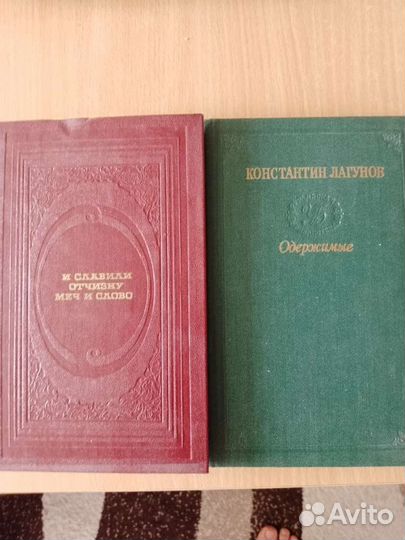 И СЛАВИЛИ
ОТЧИЗНУ
МЕЧ И СЛОВО
КОНСТАНТИН ЛАГУНОВ
Одержимые
Avito